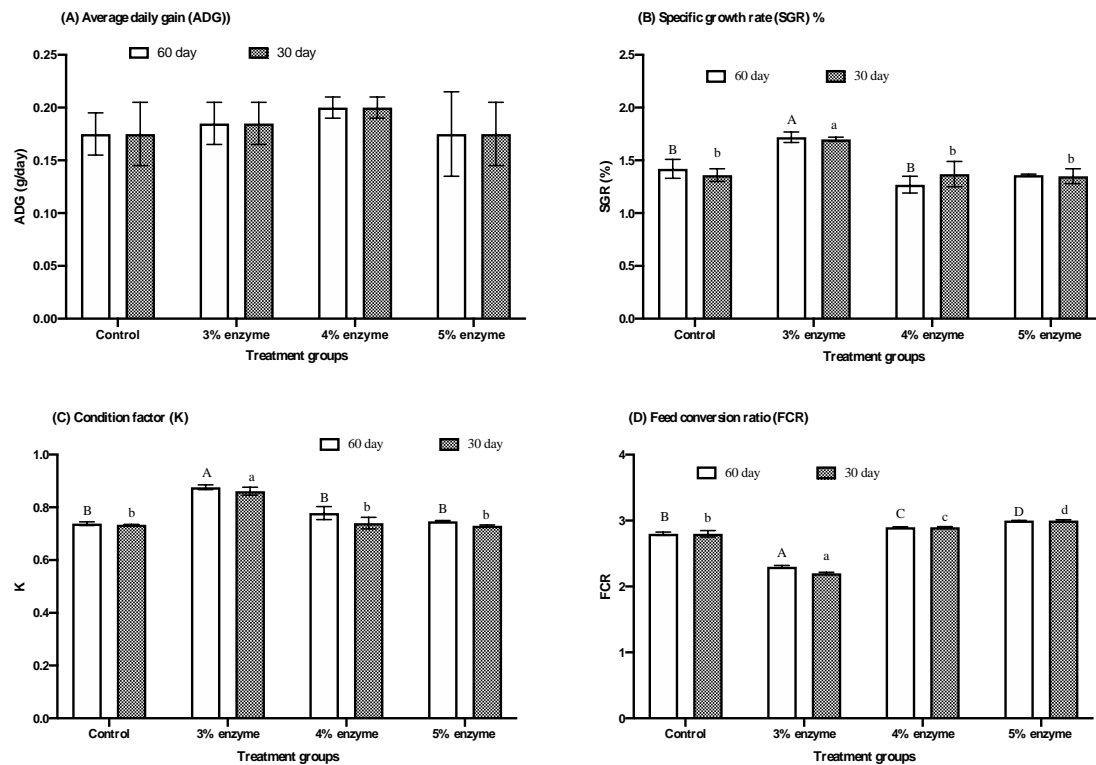 (A) Average daily gain (ADG))
60 day
30 day
0.25
0.20
0.15
0.10
0.05
0.00
ADG (g/day)
Control
3% enzyme
4% enzyme
5% enzyme
Treatment groups
(B) Specific growth rate (SGR) %
60 day
30 day
2.5
2.0
1.5
1.0
0.5
0.0
SGR (%)
B b A a B b b
Control
3% enzyme
4% enzyme
5% enzyme
Treatment groups
(C) Condition factor (K)
60 day
30 day
1.0
0.8
0.6
0.4
0.2
0.0
K
B b A a B b B b
Control
3% enzyme
4% enzyme
5% enzyme
Treatment groups
(D) Feed conversion ratio (FCR)
60 day
30 day
4
3
2
1
0
FCR
B b A a C c D d
Control
3% enzyme
4% enzyme
5% enzyme
Treatment groups